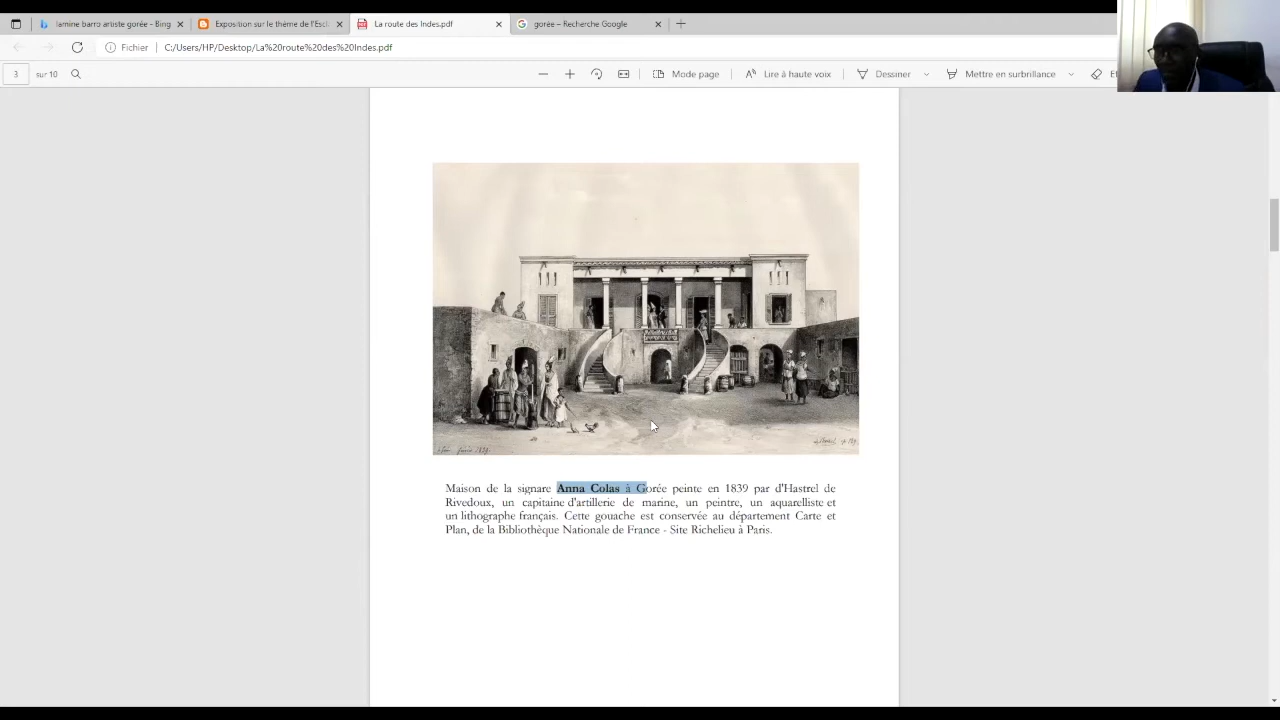 lamine barro artiste gorée - Bing
Exposition sur le thème de l'Escl
La route des Indes.pdf
gorée – Recherche Google
Fichier
C:/Users/HP/Desktop/La%20route%20des%20Indes.pdf
3 sur 10
Mode page
Lire à haute voix
Dessiner
Mettre en surbrillance
Maison de la signare Anna Colas à Gorée peinte en 1839 par d'Hastrel de
Rivedoux, un capitaine d'artillerie de marine, un peintre, un aquarelliste et
un lithographe français. Cette gouache est conservée au département Carte et
Plan, de la Bibliothèque Nationale de France - Site Richelieu à Paris.